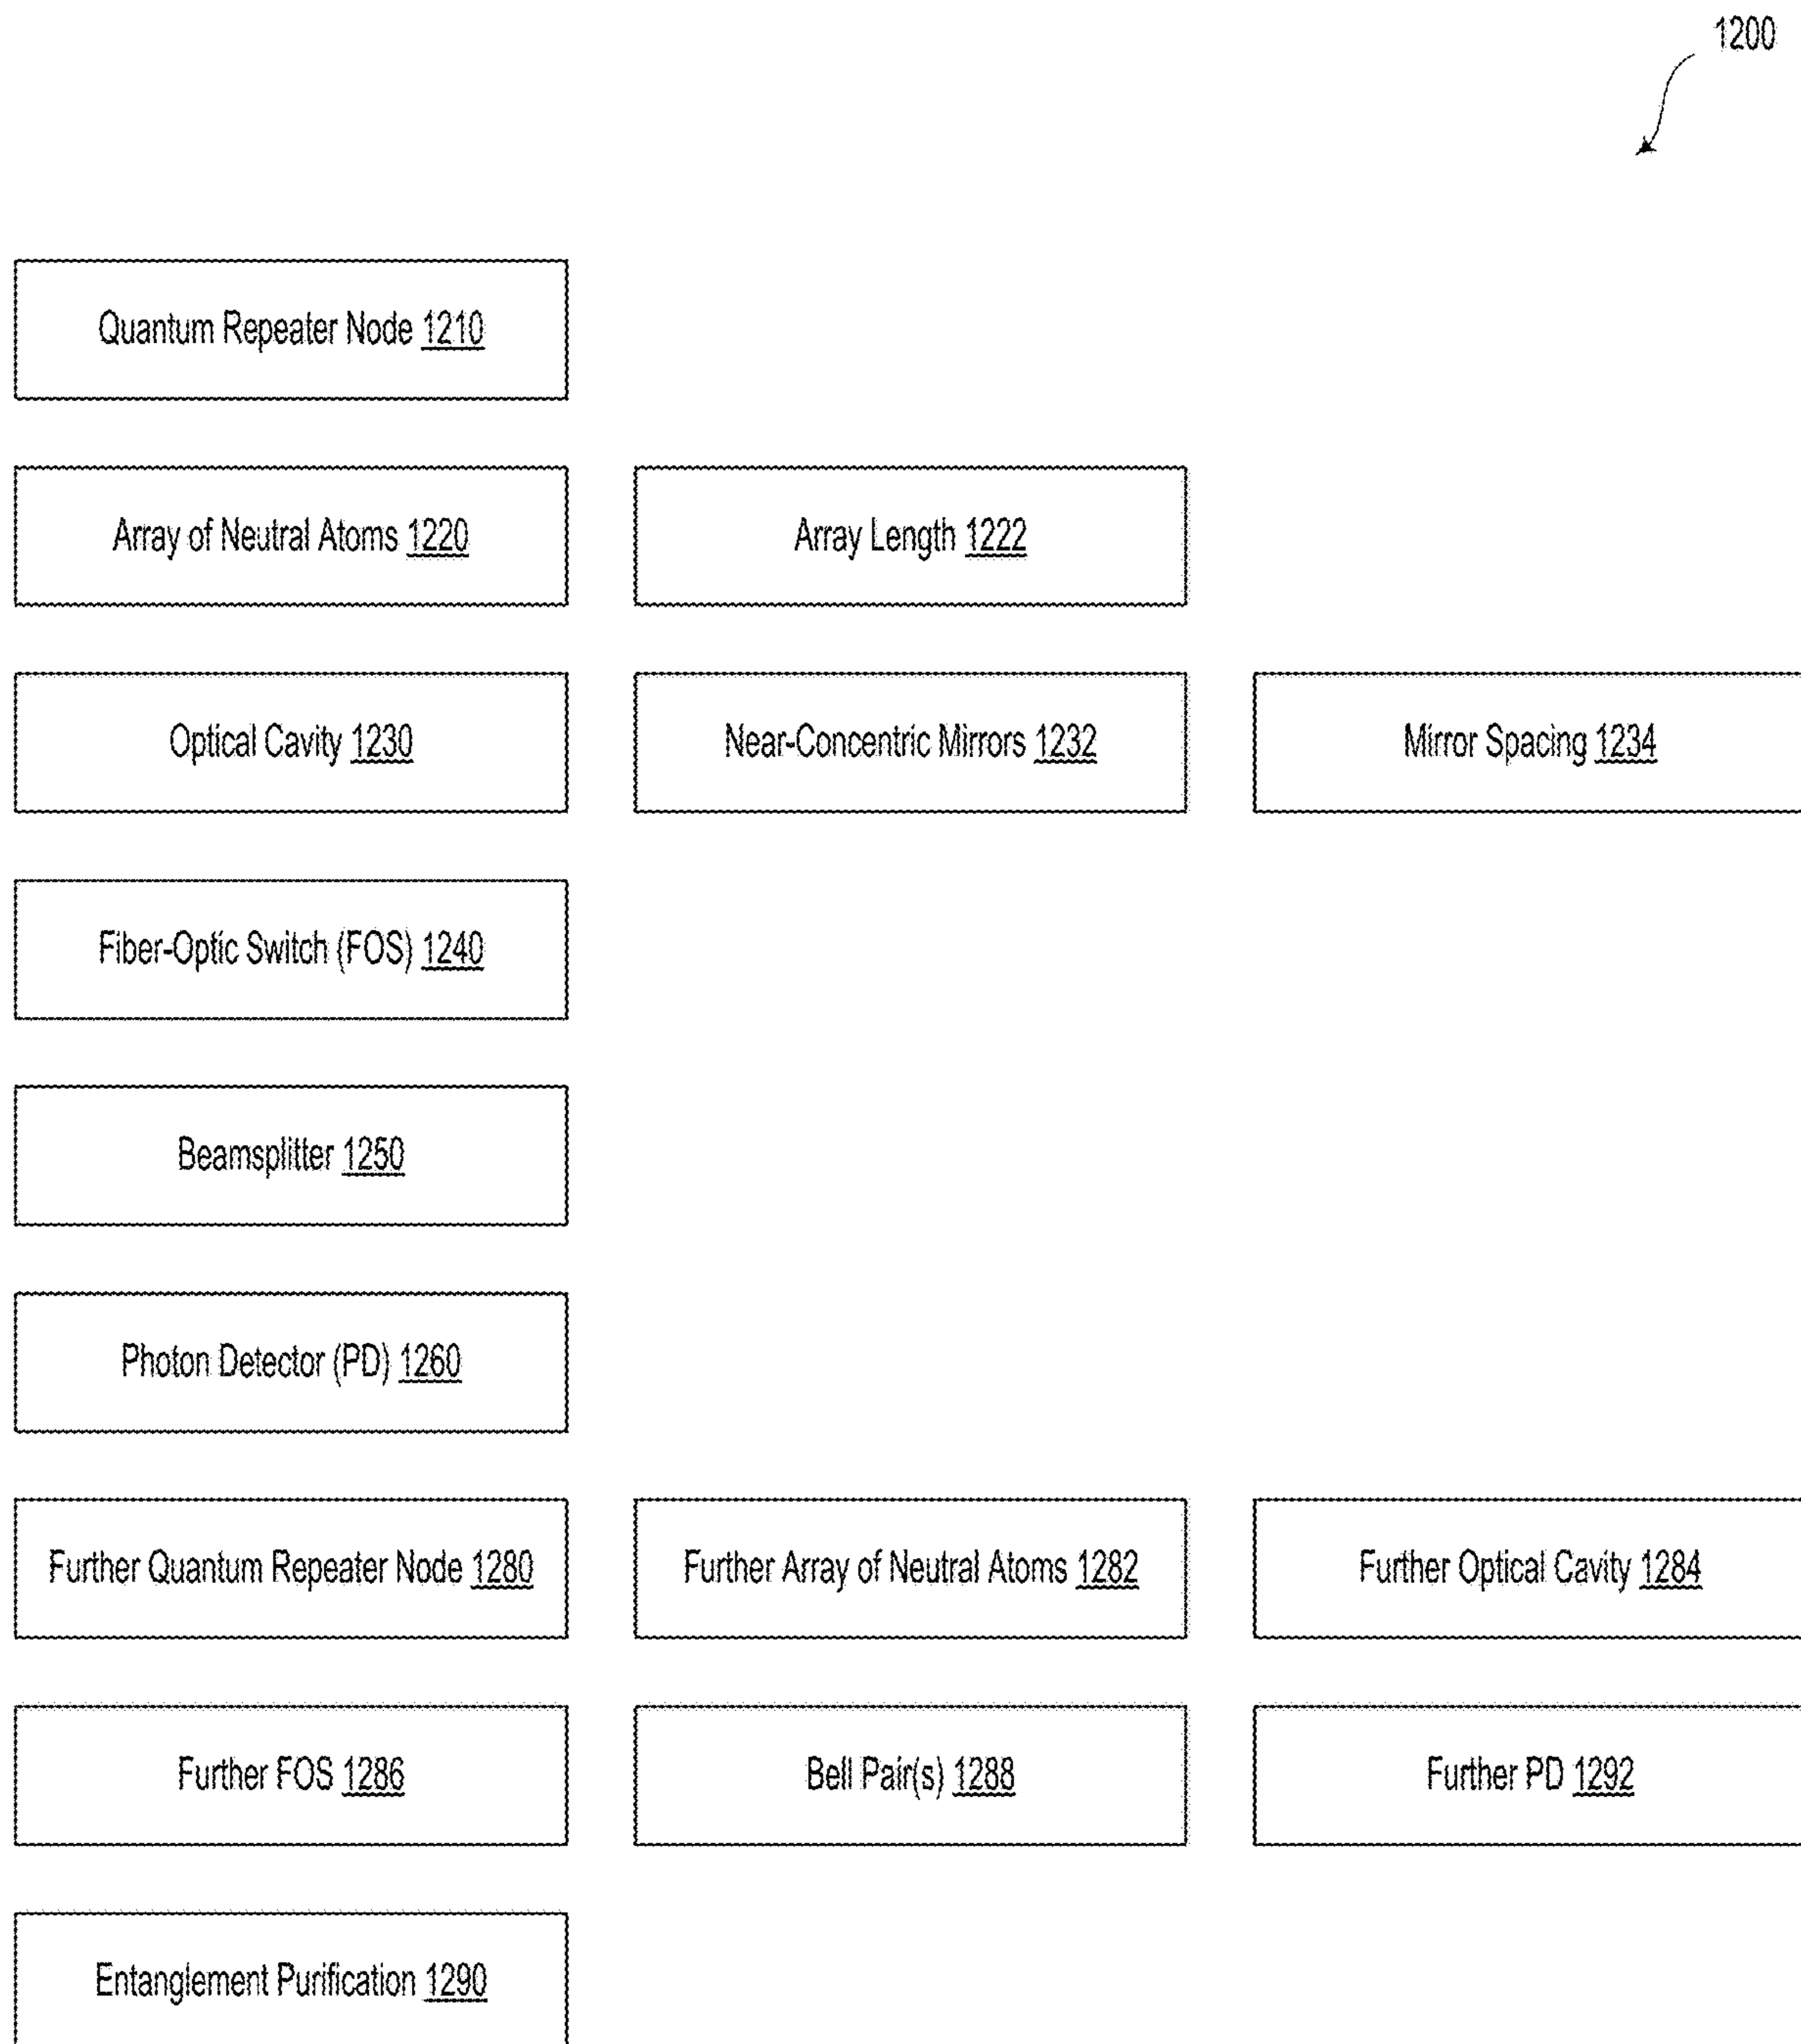 1200
Quantum Repeater Node 1210
Array of Neutral Atoms 1220
Array Length 1222
Optical Cavity 1230
Near-Concentric Mirrors 1232
Mirror Spacing 1234
Fiber-Optic Switch (FOS) 1240
Beamsplitter 1250
Photon Detector (PD) 1260
Further Quantum Repeater Node 1280
Further Array of Neutral Atoms 1282
Further Optical Cavity 1284
Further FOS 1286
Bell Pair(s) 1288
Further PD 1292
Entanglement Purification 1290